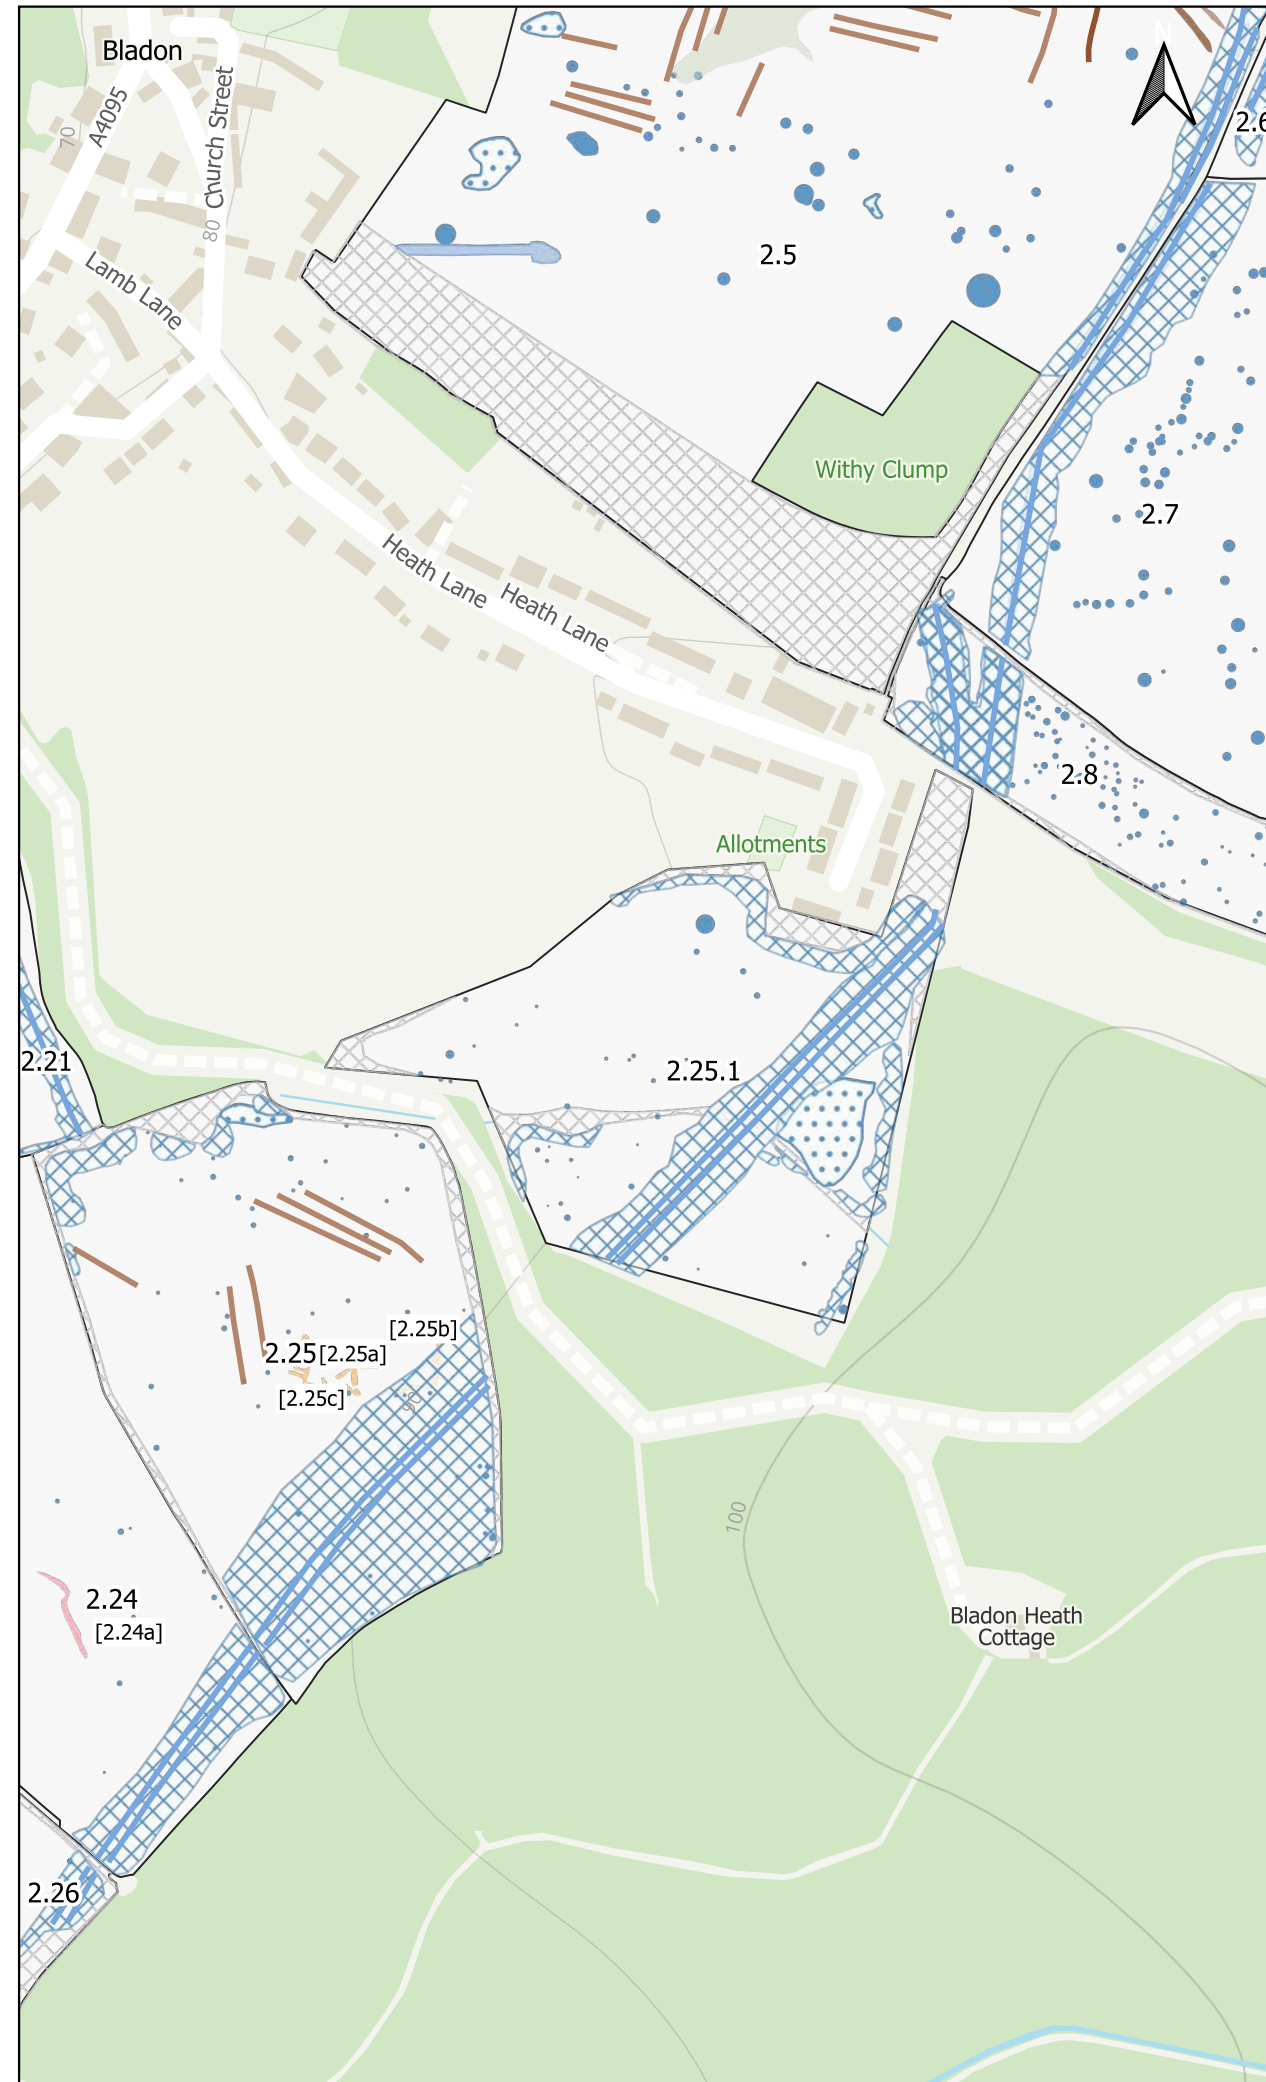 Bladon
N
A4095
Church Street
70
80
2.6
Lamb Lane
2.5
Withy Clump
2.7
Heath Lane
Heath Lane
2.8
Allotments
2.21
2.25.1
[2.25b]
2.25
[2.25a]
[2.25c]
90
100
2.24
[2.24a]
Bladon Heath
Cottage
2.26